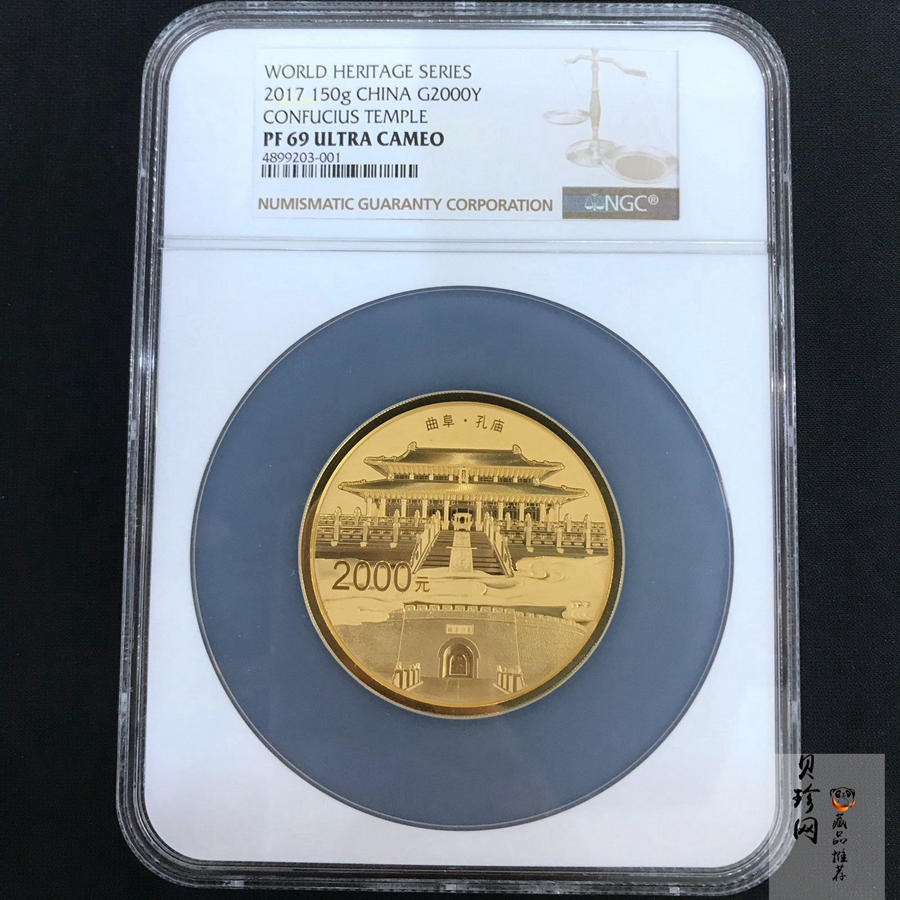 WORLD HERITAGE SERIES
2017 150g CHINA G2000Y
CONFUCIUS TEMPLE
PF 69 ULTRA CAMEO
4899203-001
NUMISMATIC GUARANTY CORPORATION
NGC®
曲阜·孔庙
2000元
贝珍网
藏品推荐